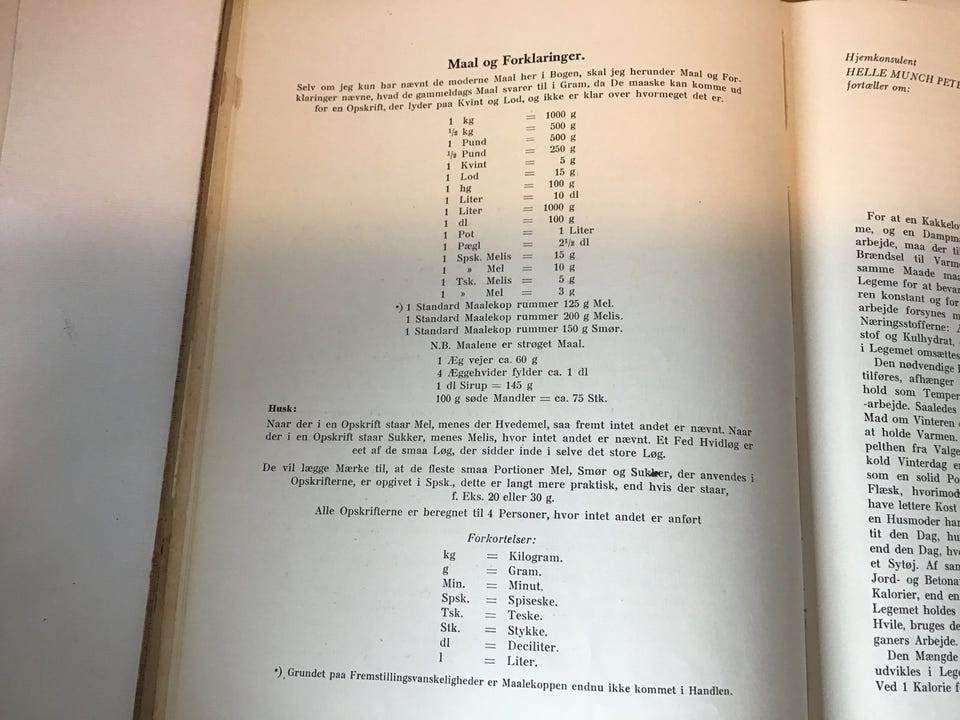 Maal og Forklaringer.
Selv om jeg kun har nævnt de moderne Maal her i Bogen, skal jeg herunder Maal og For.
klaringer nævne, hvad de gammeldags Maal svarer til i Gram, da De maaske kan komme ud
for en Opskrift, der lyder paa Kvint og Lod, og ikke er klar over hvormeget det er.
1 kg = 1000 g
1/2 kg = 500 g
1 Pund = 500 g
1/2 Pund = 250 g
1 Kvint = 5 g
1 Lod = 15 g
1 hg = 100 g
1 Liter = 10 dl
1 Liter = 1000 g
1 dl = 100 g
1 Pot = 1 Liter
1 Pægl = 2 1/2 dl
1 Spsk. Melis = 15 g
1 » Mel = 10 g
1 Tsk. Melis = 5 g
1 » Mel = 3 g
*) 1 Standard Maalekop rummer 125 g Mel.
1 Standard Maalekop rummer 200 g Melis.
1 Standard Maalekop rummer 150 g Smør.
N.B. Maalene er strøget Maal.
1 Æg vejer ca. 60 g
4 Æggehvider fylder ca. 1 dl
1 dl Sirup = 145 g
100 g søde Mandler = ca. 75 Stk.
Husk:
Naar der i en Opskrift staar Mel, menes der Hvedemel, saa fremt intet andet er nævnt. Naar
der i en Opskrift staar Sukker, menes Melis, hvor intet andet er nævnt. Et Fed Hvidløg er
eet af de smaa Løg, der sidder inde i selve det store Løg.
De vil lægge Mærke til, at de fleste smaa Portioner Mel, Smør og Sukker, der anvendes i
Opskrifterne, er opgivet i Spsk., dette er langt mere praktisk, end hvis der staar,
f. Eks. 20 eller 30 g.
Alle Opskrifterne er beregnet til 4 Personer, hvor intet andet er anført
Forkortelser:
kg = Kilogram.
g = Gram.
Min. = Minut.
Spsk. = Spiseske.
Tsk. = Teske.
Stk. = Stykke.
dl = Deciliter.
l = Liter.
*) Grundet paa Fremstillingsvanskeligheder er Maalekoppen endnu ikke kommet i Handlen.
Hjemkonsulent
HELLE MUNCH
fortæller om:
For at en
me, og en
arbejde, maa der
Brændsel til
samme Maade
Legeme for at
ren konstant og for
arbejde forsynes
Næringsstofferne:
stof og Kulhydrat,
i Legemet omsættes
Den nødvendige
tilføres, afhænger
hold som
-arbejde. Saaledes
Mad om Vinteren
at holde Varmen.
pelthen fra
kold Vinterdag
som en solid
Flæsk, hvorimod
have lettere Kost
en Husmoder
tit den Dag,
end den Dag,
et Sytøj. Af
Jord- og
Kalorier, end
Legemet holdes
Hvile, bruges
ganers Arbejde.
Den Mængde
udvikles i
Ved 1 Kalorie